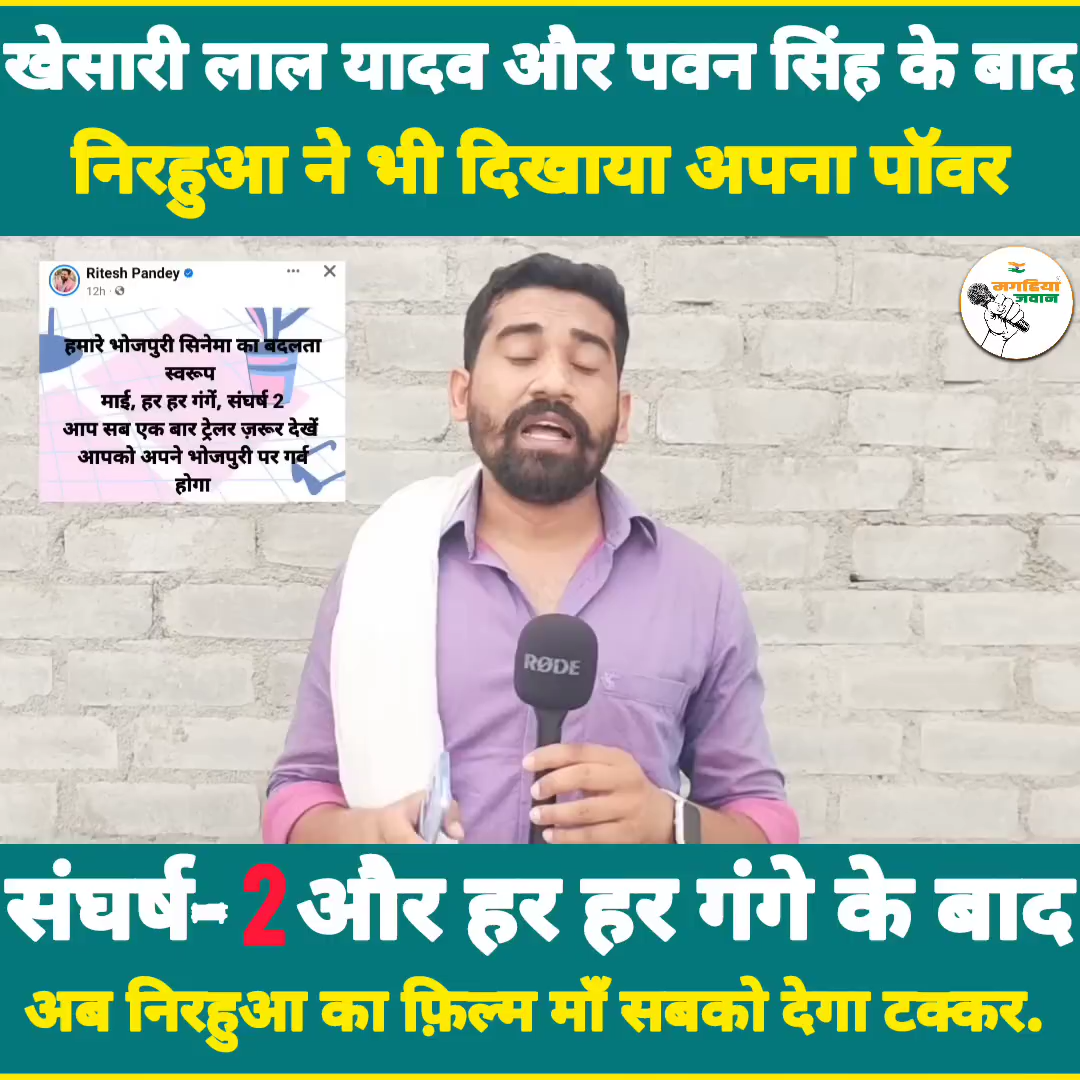 खेसारी लाल यादव और पवन सिंह के बाद
निरहुआ ने भी दिखाया अपना पॉवर
Ritesh Pandey
12h
हमारे भोजपुरी सिनेमा का बदलता
स्वरूप
माई, हर हर गंगें, संघर्ष 2
आप सब एक बार ट्रेलर ज़रूर देखें
आपको अपने भोजपुरी पर गर्व
होगा
मगहिया
जवान
RØDE
संघर्ष- 2 और हर हर गंगे के बाद
अब निरहुआ का फ़िल्म माँ सबको देगा टक्कर.